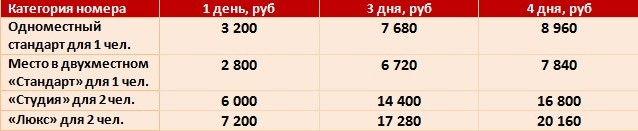 Категория номера 1 день, руб 3 дня, руб 4 дня, руб
Одноместный
стандарт для 1 чел. 3 200 7 680 8 960
Место в двухместном
«Стандарт» для 1 чел. 2 800 6 720 7 840
«Студия» для 2 чел. 6 000 14 400 16 800
«Люкс» для 2 чел. 7 200 17 280 20 160